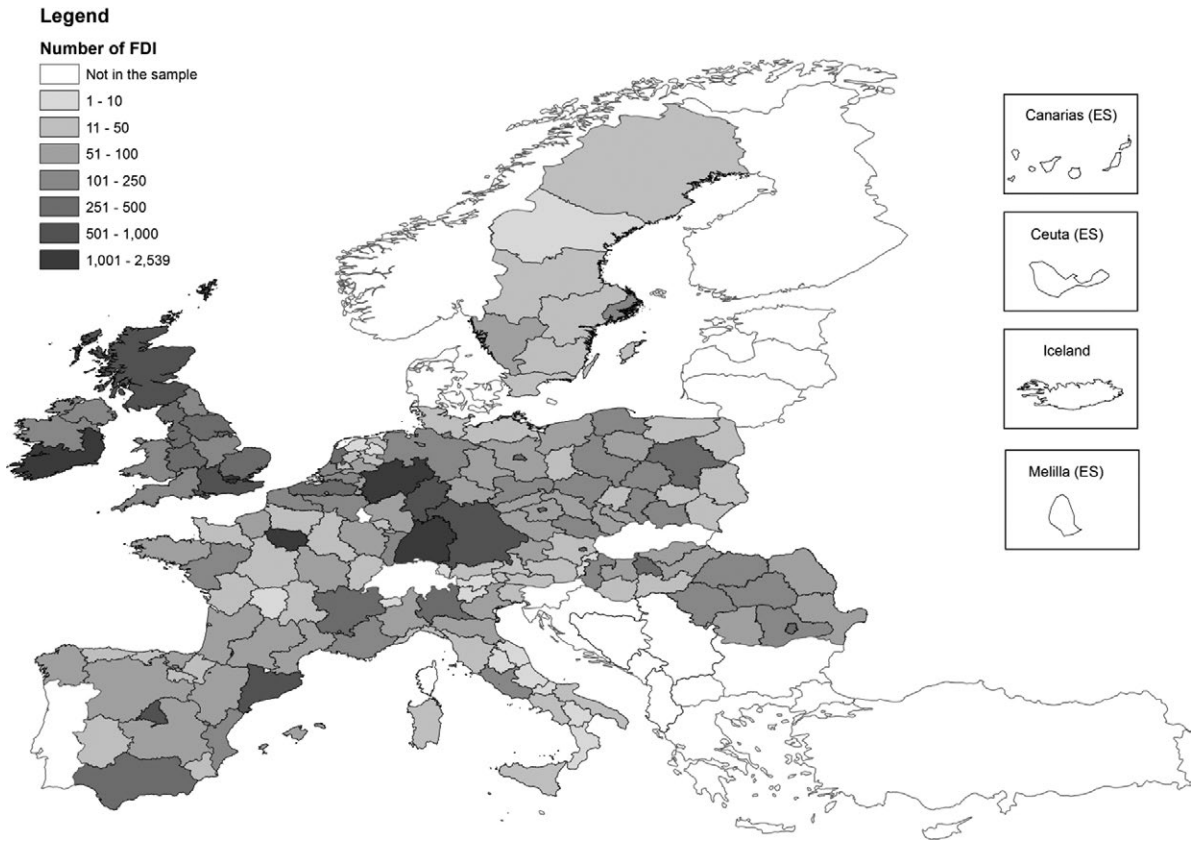 Legend
Number of FDI
Not in the sample
1 - 10
11 - 50
51 - 100
101 - 250
251 - 500
501 - 1,000
1,001 - 2,539
Canarias (ES)
Ceuta (ES)
Iceland
Melilla (ES)